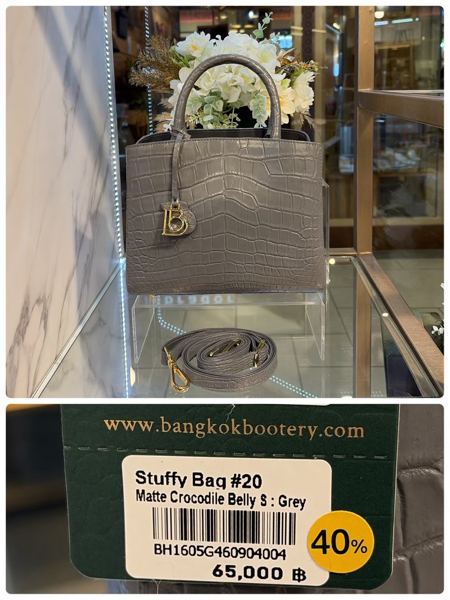 B
www.bangkokbootery.com
Stuffy Bag #20
Matte Crocodile Belly S : Grey
BH1605G460904004
40%
65,000 ฿